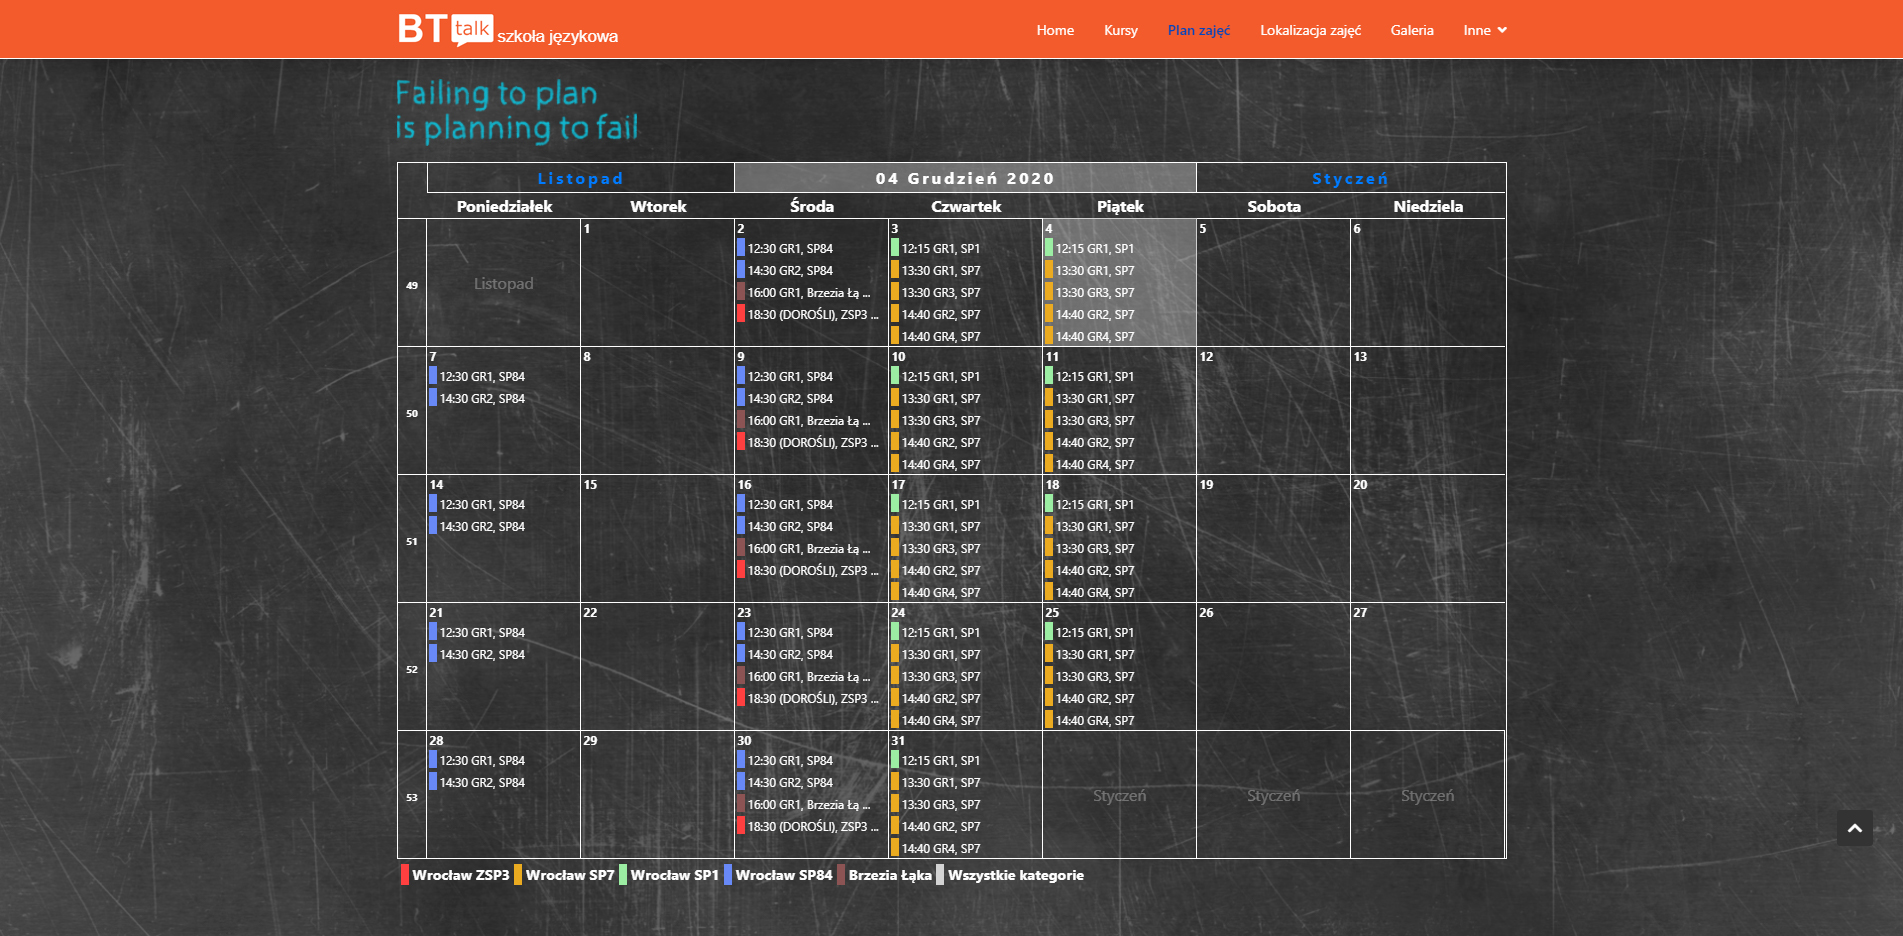 BT talk szkoła językowa
Home Kursy Plan zajęć Lokalizacja zajęć Galeria Inne
Failing to plan
is planning to fail
Listopad 04 Grudzień 2020 Styczeń
Poniedziałek Wtorek Środa Czwartek Piątek Sobota Niedziela
49
Listopad
1
2
12:30 GR1, SP84
14:30 GR2, SP84
16:00 GR1, Brzezia Łą ...
18:30 (DOROŚLI), ZSP3 ...
3
12:15 GR1, SP1
13:30 GR1, SP7
13:30 GR3, SP7
14:40 GR2, SP7
14:40 GR4, SP7
4
12:15 GR1, SP1
13:30 GR1, SP7
13:30 GR3, SP7
14:40 GR2, SP7
14:40 GR4, SP7
5
6
50
7
12:30 GR1, SP84
14:30 GR2, SP84
8
9
12:30 GR1, SP84
14:30 GR2, SP84
16:00 GR1, Brzezia Łą ...
18:30 (DOROŚLI), ZSP3 ...
10
12:15 GR1, SP1
13:30 GR1, SP7
13:30 GR3, SP7
14:40 GR2, SP7
14:40 GR4, SP7
11
12:15 GR1, SP1
13:30 GR1, SP7
13:30 GR3, SP7
14:40 GR2, SP7
14:40 GR4, SP7
12
13
51
14
12:30 GR1, SP84
14:30 GR2, SP84
15
16
12:30 GR1, SP84
14:30 GR2, SP84
16:00 GR1, Brzezia Łą ...
18:30 (DOROŚLI), ZSP3 ...
17
12:15 GR1, SP1
13:30 GR1, SP7
13:30 GR3, SP7
14:40 GR2, SP7
14:40 GR4, SP7
18
12:15 GR1, SP1
13:30 GR1, SP7
13:30 GR3, SP7
14:40 GR2, SP7
14:40 GR4, SP7
19
20
52
21
12:30 GR1, SP84
14:30 GR2, SP84
22
23
12:30 GR1, SP84
14:30 GR2, SP84
16:00 GR1, Brzezia Łą ...
18:30 (DOROŚLI), ZSP3 ...
24
12:15 GR1, SP1
13:30 GR1, SP7
13:30 GR3, SP7
14:40 GR2, SP7
14:40 GR4, SP7
25
12:15 GR1, SP1
13:30 GR1, SP7
13:30 GR3, SP7
14:40 GR2, SP7
14:40 GR4, SP7
26
27
53
28
12:30 GR1, SP84
14:30 GR2, SP84
29
30
12:30 GR1, SP84
14:30 GR2, SP84
16:00 GR1, Brzezia Łą ...
18:30 (DOROŚLI), ZSP3 ...
31
12:15 GR1, SP1
13:30 GR1, SP7
13:30 GR3, SP7
14:40 GR2, SP7
14:40 GR4, SP7
Styczeń
Styczeń
Styczeń
Wrocław ZSP3 Wrocław SP7 Wrocław SP1 Wrocław SP84 Brzezia Łąka Wszystkie kategorie